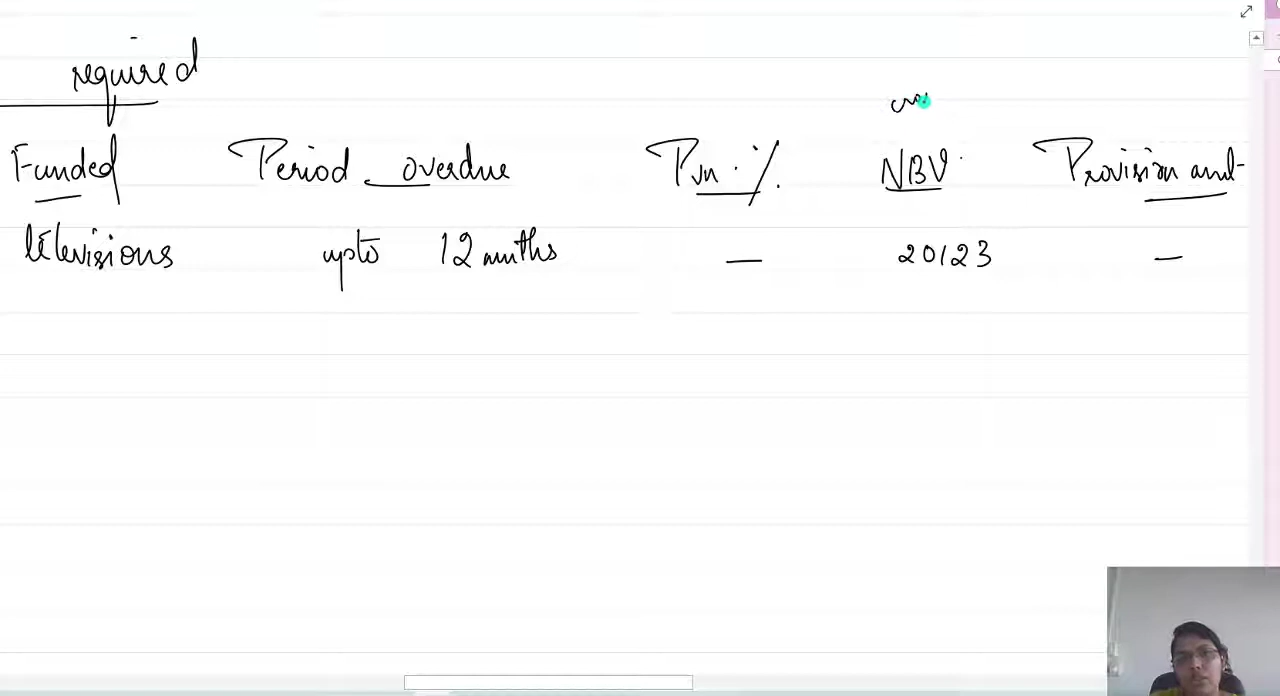 required
Funded Period overdue Pvn. % NBV Provision amt
televisions upto 12 mnths — 20123 —